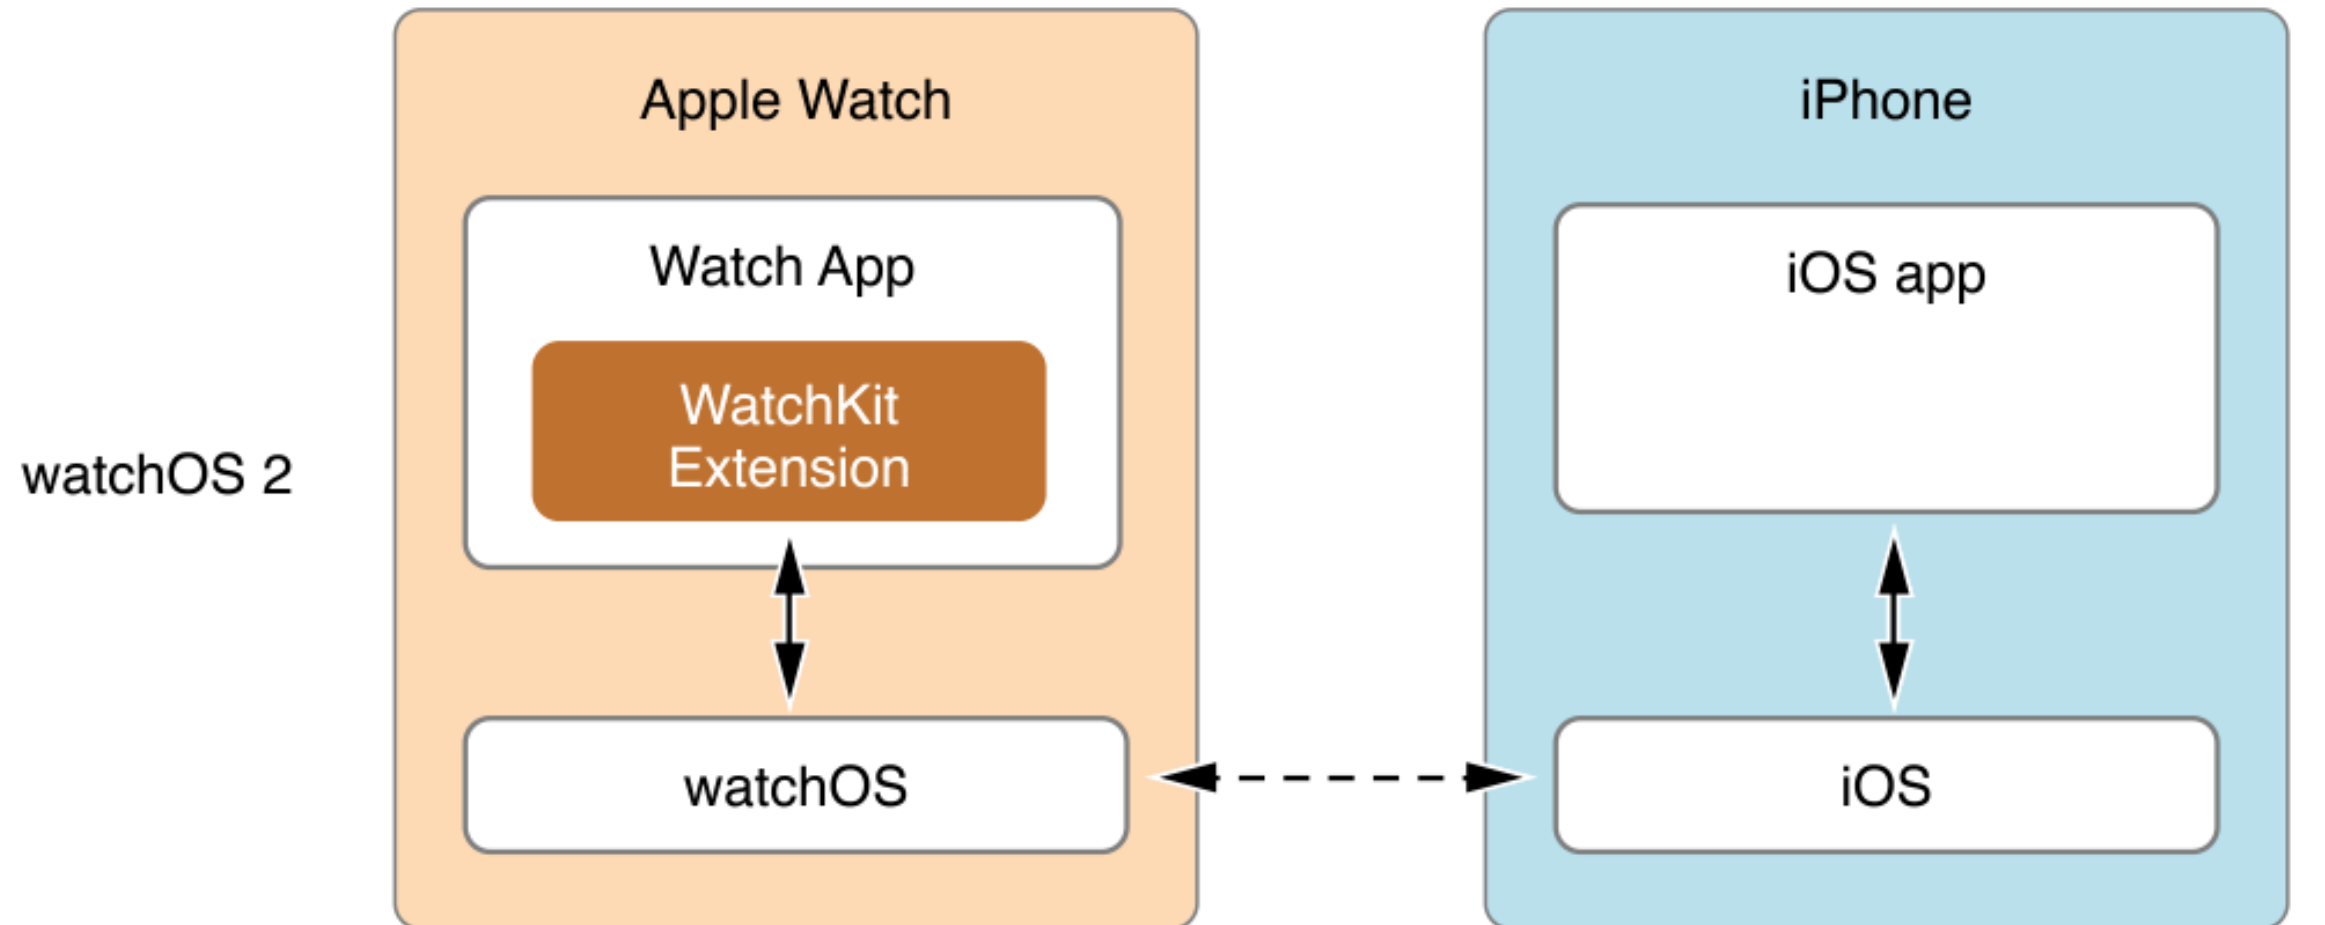 Apple Watch
iPhone
Watch App
iOS app
WatchKit
Extension
watchOS 2
watchOS
iOS